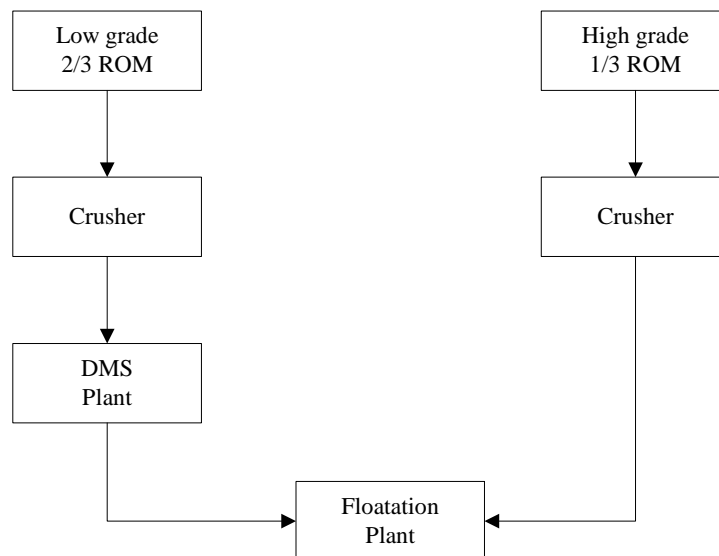 Low grade
2/3 ROM
High grade
1/3 ROM
Crusher
Crusher
DMS
Plant
Floatation
Plant